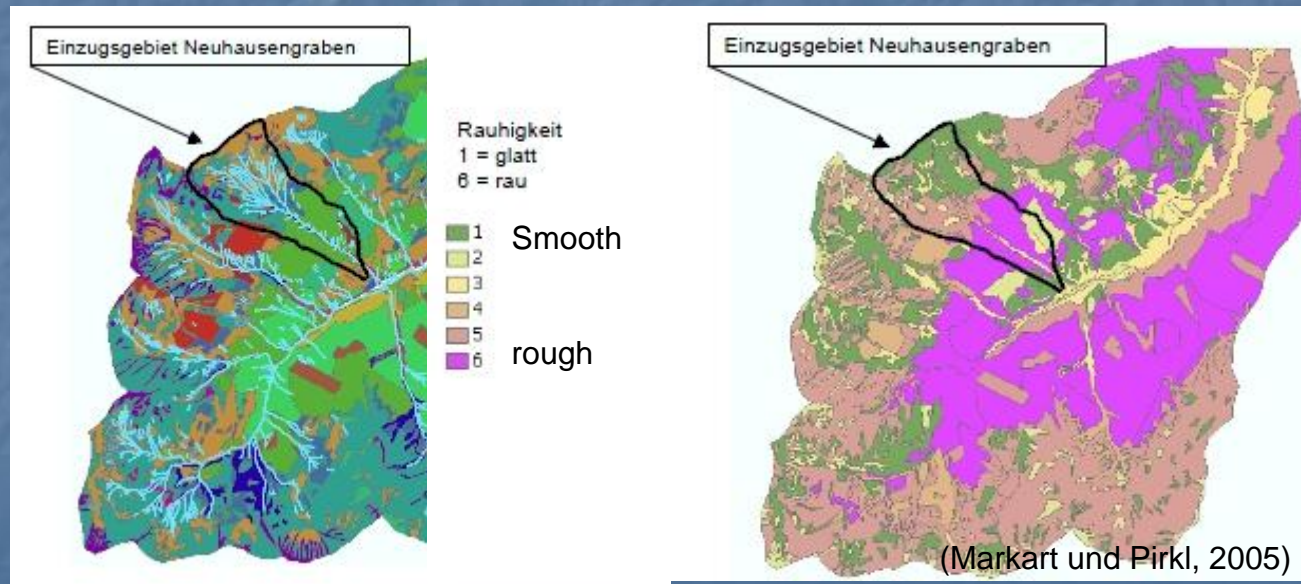 Einzugsgebiet Neuhausengraben
Einzugsgebiet Neuhausengraben
Rauhigkeit
1 = glatt
6 = rau
1 Smooth
2
3
4
5
6 rough
(Markart und Pirkl, 2005)